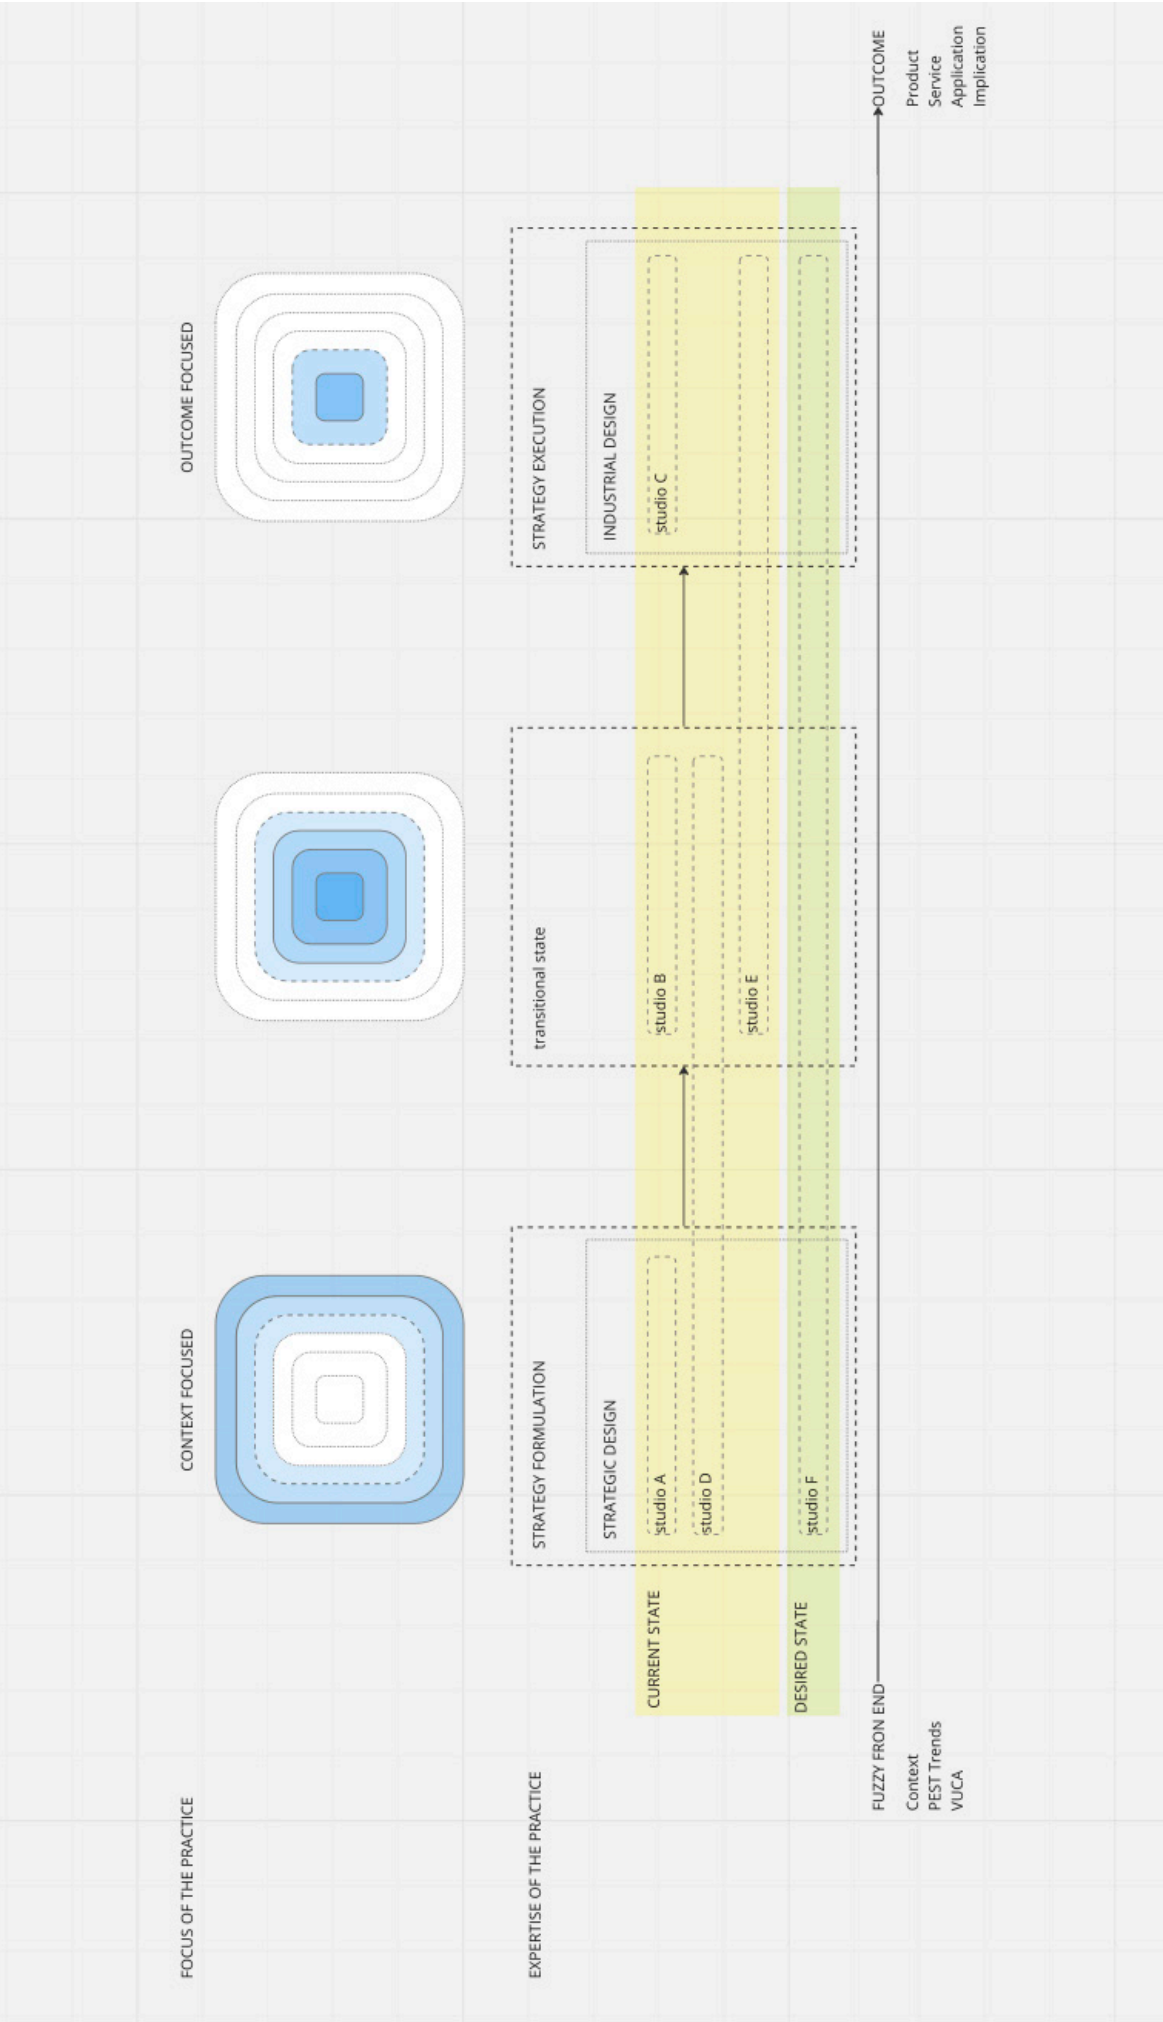 FOCUS OF THE PRACTICE
CONTEXT FOCUSED
OUTCOME FOCUSED
EXPERTISE OF THE PRACTICE
STRATEGY FORMULATION
transitional state
STRATEGY EXECUTION
STRATEGIC DESIGN
INDUSTRIAL DESIGN
CURRENT STATE
studio A
studio B
studio C
studio D
studio E
DESIRED STATE
studio F
FUZZY FRON END
OUTCOME
Context
PEST Trends
VUCA
Product
Service
Application
Implication